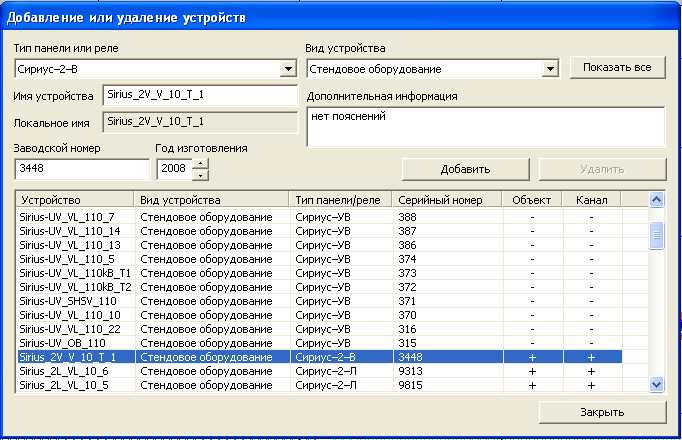 Добавление или удаление устройств
Тип панели или реле
Вид устройства
Сириус–2–В
Стендовое оборудование
Показать все
Имя устройства
Sirius_2V_V_10_T_1
Дополнительная информация
Локальное имя
Sirius_2V_V_10_T_1
нет пояснений
Заводской номер
Год изготовления
3448
2008
Добавить
Удалить
Устройство Вид устройства Тип панели/реле Серийный номер Объект Канал
Sirius-UV_VL_110_7 Стендовое оборудование Сириус–УВ 388 - -
Sirius-UV_VL_110_14 Стендовое оборудование Сириус–УВ 387 - -
Sirius-UV_VL_110_13 Стендовое оборудование Сириус–УВ 386 - -
Sirius-UV_VL_110_5 Стендовое оборудование Сириус–УВ 374 - -
Sirius-UV_VL_110kB_T1 Стендовое оборудование Сириус–УВ 373 - -
Sirius-UV_VL_110kB_T2 Стендовое оборудование Сириус–УВ 372 - -
Sirius-UV_SHSV_110 Стендовое оборудование Сириус–УВ 371 - -
Sirius-UV_VL_110_10 Стендовое оборудование Сириус–УВ 370 - -
Sirius-UV_VL_110_22 Стендовое оборудование Сириус–УВ 316 - -
Sirius-UV_OB_110 Стендовое оборудование Сириус–УВ 315 - -
Sirius_2V_V_10_T_1 Стендовое оборудование Сириус–2–В 3448 + +
Sirius_2L_VL_10_6 Стендовое оборудование Сириус–2–Л 9313 + +
Sirius_2L_VL_10_5 Стендовое оборудование Сириус–2–Л 9815 + +
Закрыть